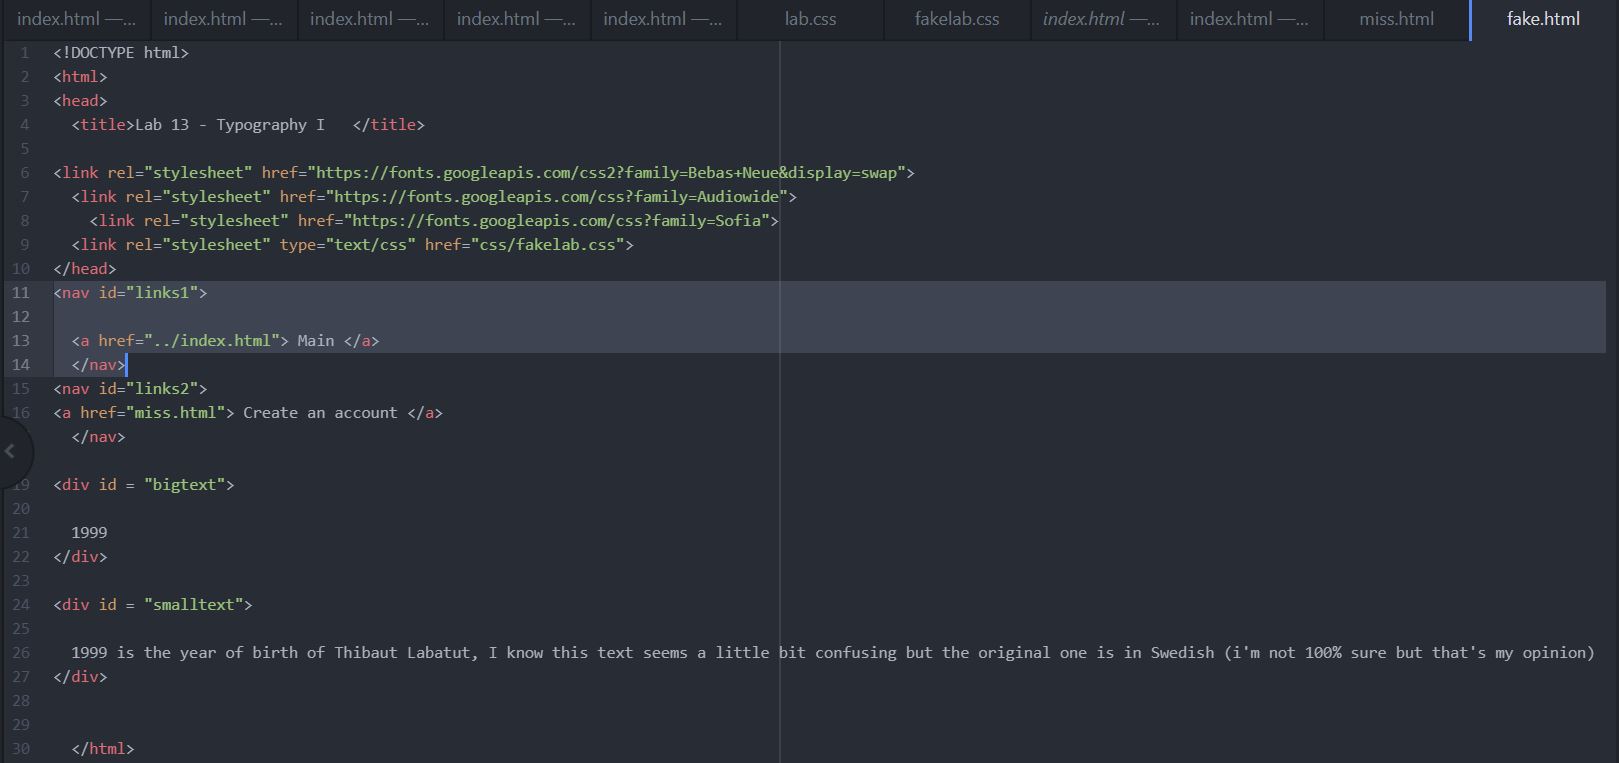 index.html —... index.html —... index.html —... index.html —... index.html —... lab.css fakelab.css index.html —... index.html —... miss.html fake.html
1 <!DOCTYPE html>
2 <html>
3 <head>
4 <title>Lab 13 - Typography I </title>
5
6 <link rel="stylesheet" href="https://fonts.googleapis.com/css2?family=Bebas+Neue&display=swap">
7 <link rel="stylesheet" href="https://fonts.googleapis.com/css?family=Audiowide">
8 <link rel="stylesheet" href="https://fonts.googleapis.com/css?family=Sofia">
9 <link rel="stylesheet" type="text/css" href="css/fakelab.css">
10 </head>
11 <nav id="links1">
12
13 <a href="../index.html"> Main </a>
14 </nav>
15 <nav id="links2">
16 <a href="miss.html"> Create an account </a>
</nav>
19 <div id = "bigtext">
20
21 1999
22 </div>
23
24 <div id = "smalltext">
25
26 1999 is the year of birth of Thibaut Labatut, I know this text seems a little bit confusing but the original one is in Swedish (i'm not 100% sure but that's my opinion)
27 </div>
28
29
30 </html>